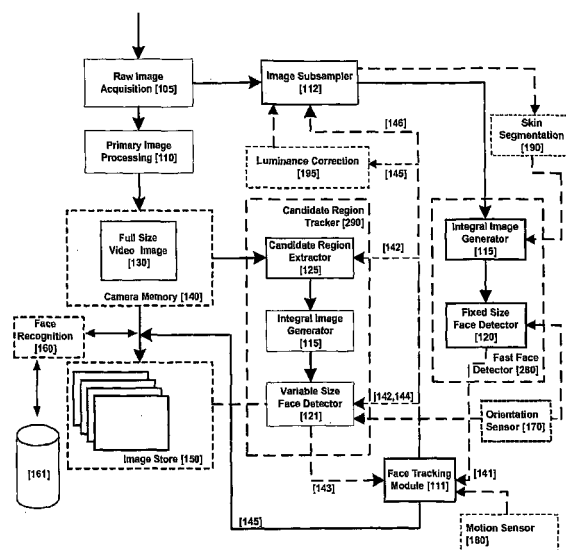 Raw Image
Acquisition [105]
Image Subsampler
[112]
[146]
Skin
Segmentation
[190]
Primary Image
Processing [110]
Luminance Correction
[195]
[145]
Candidate Region
Tracker [290]
Full Size
Video Image
[130]
Camera Memory [140]
Candidate Region
Extractor
[125]
[142]
Integral Image
Generator
[115]
Integral Image
Generator
[115]
Fixed Size
Face Detector
[120]
Fast Face
Detector [280]
Face
Recognition
[160]
Variable Size
Face Detector
[121]
[142,144]
Orientation
Sensor [170]
Image Store [150]
[161]
[143]
Face Tracking
Module [111]
[141]
[145]
Motion Sensor
[180]